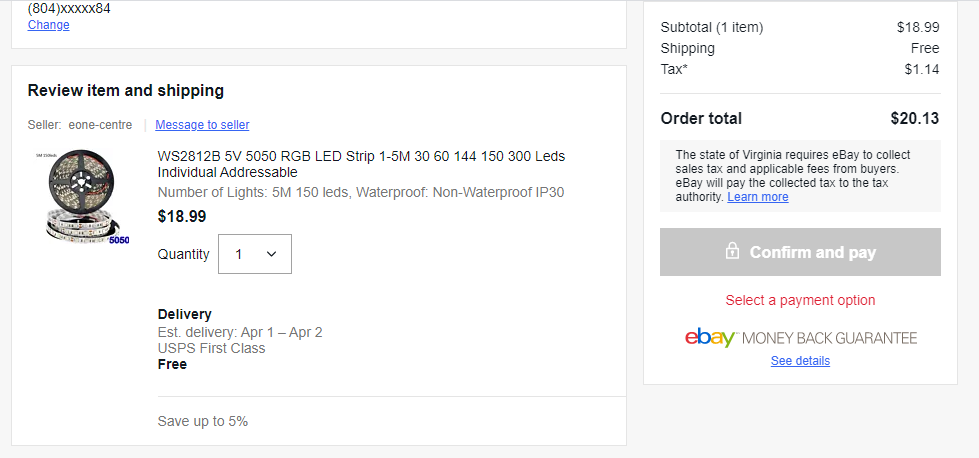 (804)xxxxx84
Change
Review item and shipping
Seller: eone-centre
Message to seller
5M 150leds
5050
WS2812B 5V 5050 RGB LED Strip 1-5M 30 60 144 150 300 Leds
Individual Addressable
Number of Lights: 5M 150 leds, Waterproof: Non-Waterproof IP30
$18.99
Quantity 1
Delivery
Est. delivery: Apr 1 – Apr 2
USPS First Class
Free
Save up to 5%
Subtotal (1 item) $18.99
Shipping Free
Tax* $1.14
Order total $20.13
The state of Virginia requires eBay to collect
sales tax and applicable fees from buyers.
eBay will pay the collected tax to the tax
authority. Learn more
Confirm and pay
Select a payment option
ebay MONEY BACK GUARANTEE
See details